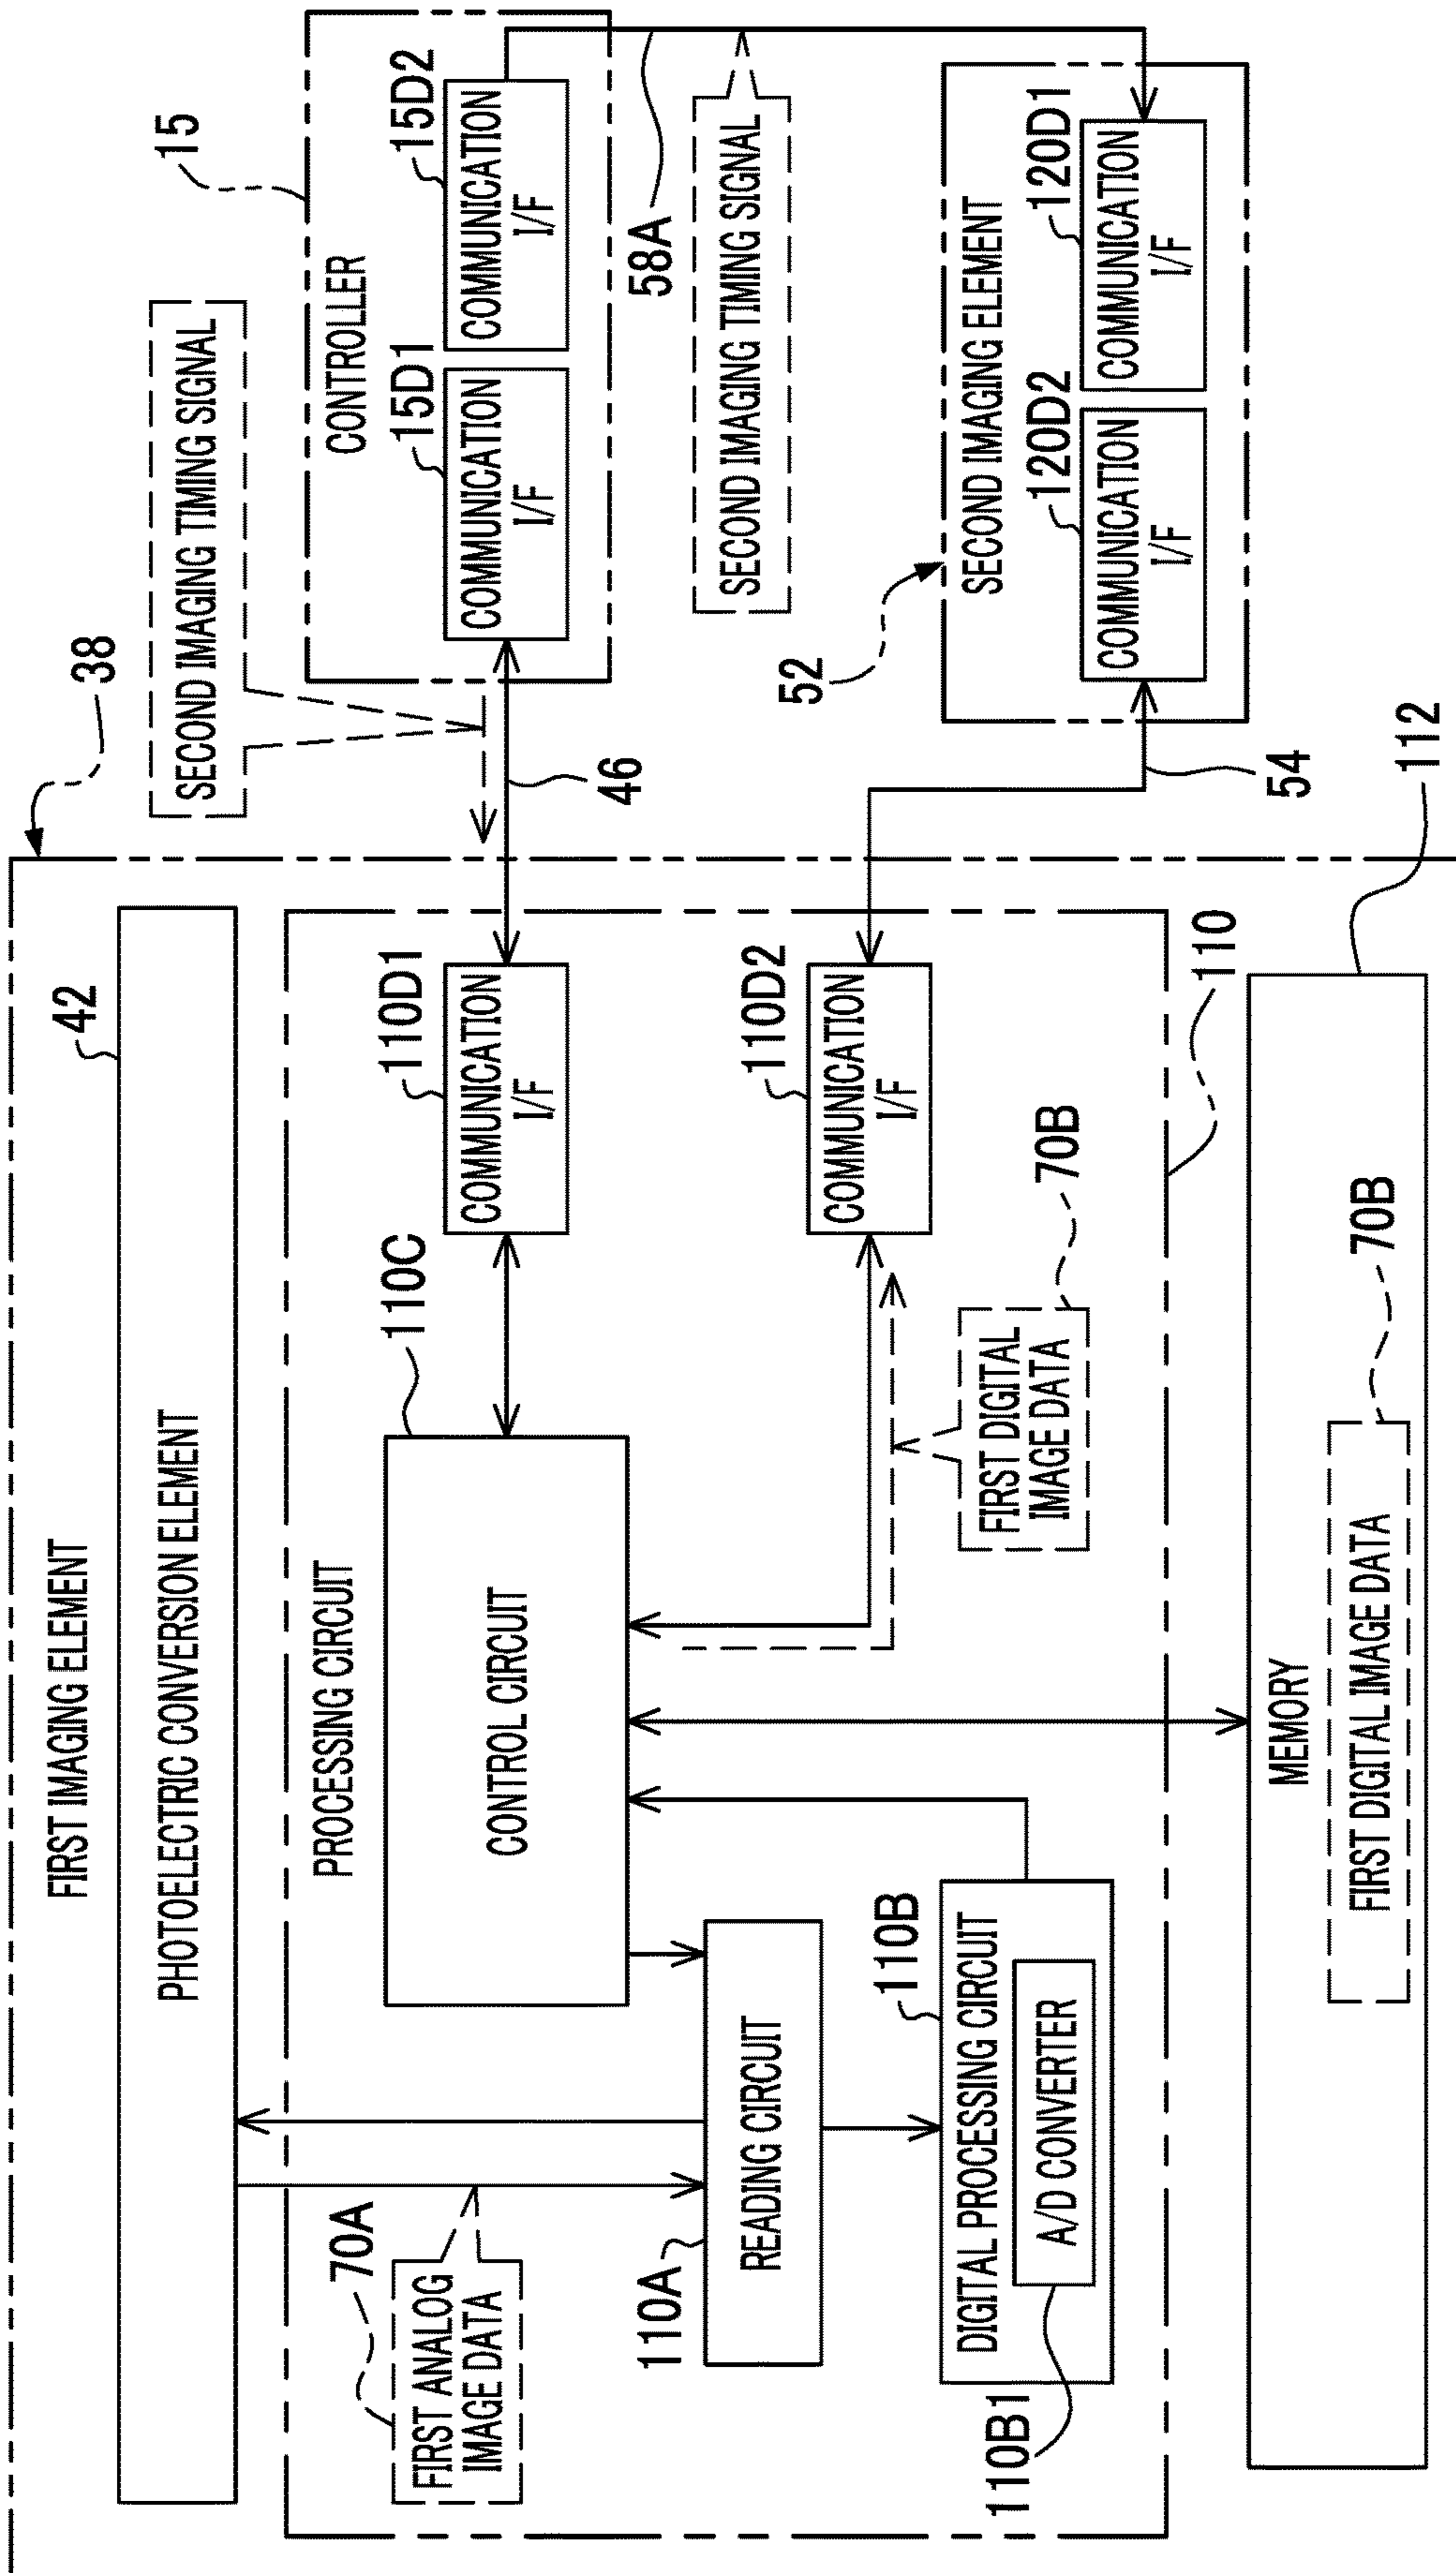 FIRST IMAGING ELEMENT
38
42
PHOTOELECTRIC CONVERSION ELEMENT
70A
FIRST ANALOG
IMAGE DATA
PROCESSING CIRCUIT
110C
CONTROL CIRCUIT
110D1
COMMUNICATION
I/F
110A
READING CIRCUIT
110D2
COMMUNICATION
I/F
110B
DIGITAL PROCESSING CIRCUIT
A/D CONVERTER
110B1
FIRST DIGITAL
IMAGE DATA
70B
110
MEMORY
FIRST DIGITAL IMAGE DATA
70B
112
SECOND IMAGING TIMING SIGNAL
15
46
CONTROLLER
15D1
COMMUNICATION
I/F
15D2
COMMUNICATION
I/F
58A
SECOND IMAGING TIMING SIGNAL
52
SECOND IMAGING ELEMENT
120D2
COMMUNICATION
I/F
120D1
COMMUNICATION
I/F
54